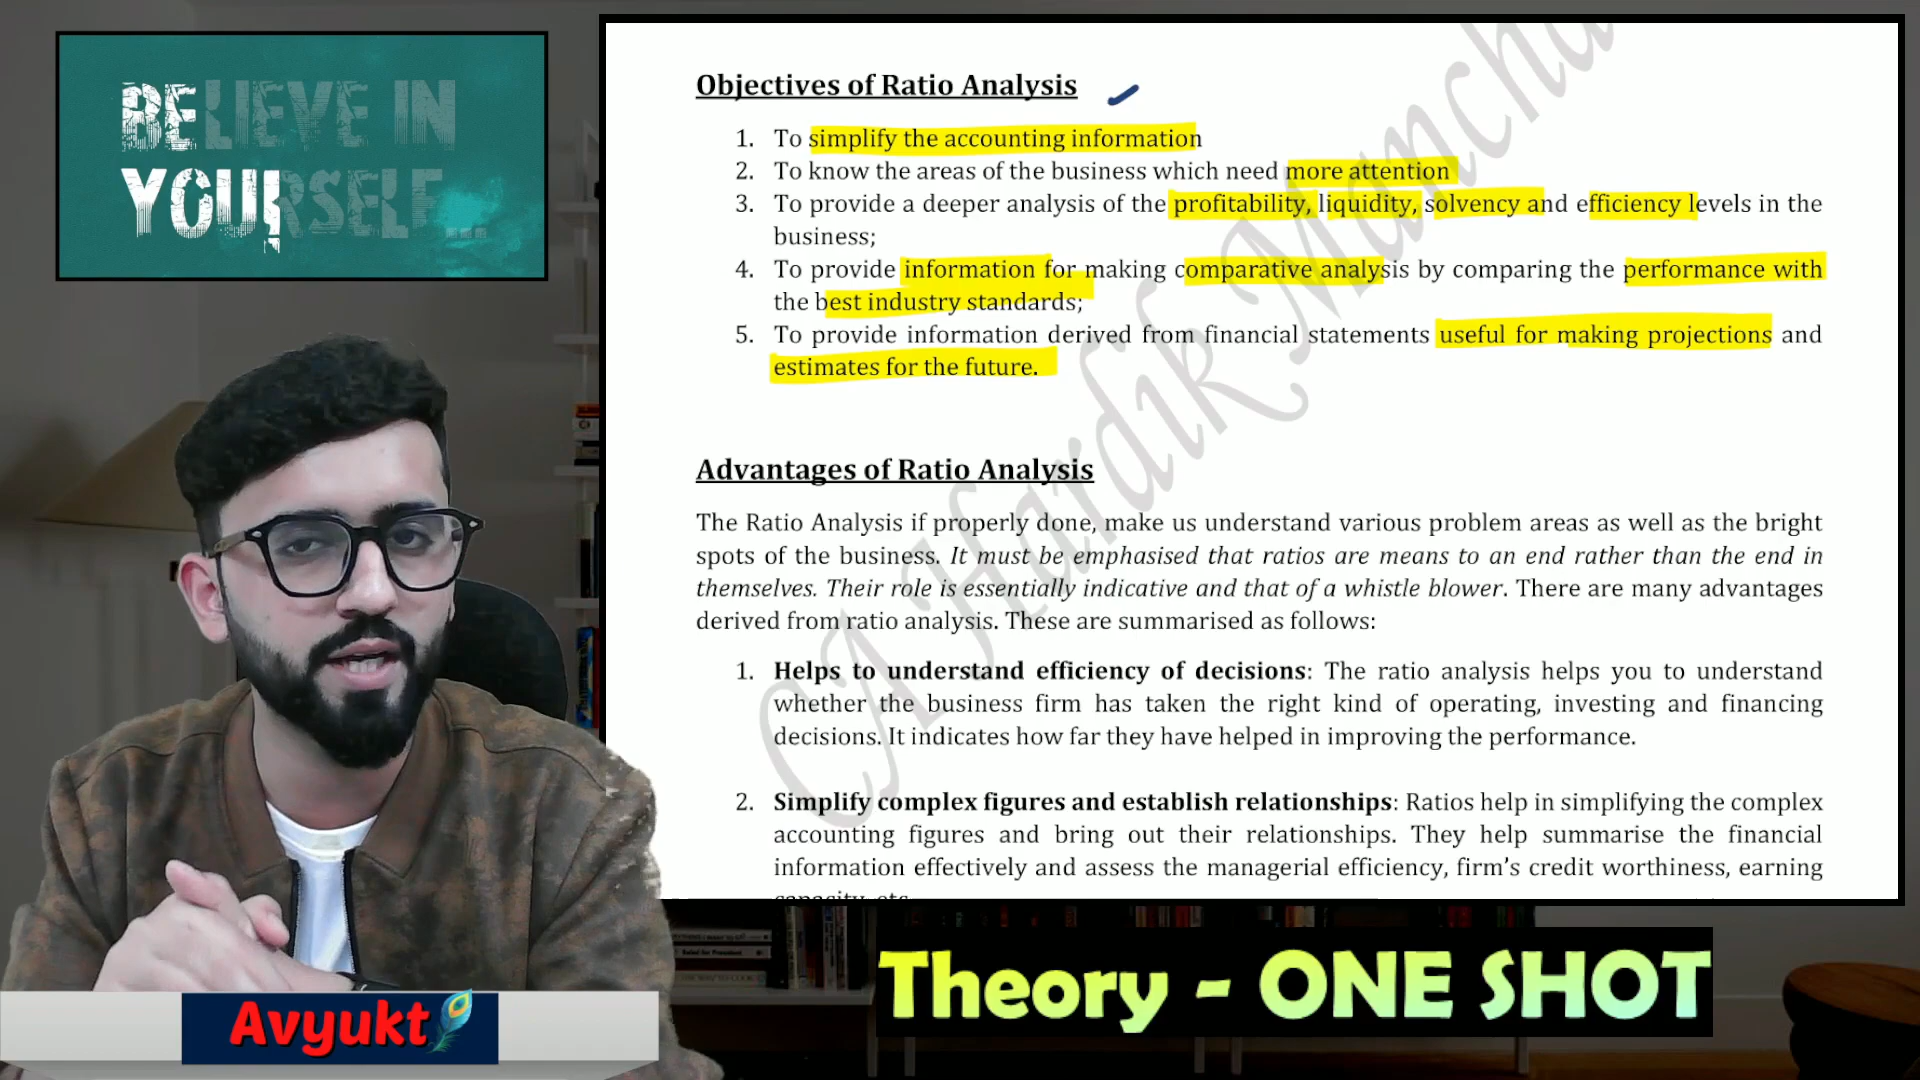 BELIEVE IN
YOURSELF...
Objectives of Ratio Analysis
1. To simplify the accounting information
2. To know the areas of the business which need more attention
3. To provide a deeper analysis of the profitability, liquidity, solvency and efficiency levels in the
business;
4. To provide information for making comparative analysis by comparing the performance with
the best industry standards;
5. To provide information derived from financial statements useful for making projections and
estimates for the future.
Advantages of Ratio Analysis
The Ratio Analysis if properly done, make us understand various problem areas as well as the bright
spots of the business. It must be emphasised that ratios are means to an end rather than the end in
themselves. Their role is essentially indicative and that of a whistle blower. There are many advantages
derived from ratio analysis. These are summarised as follows:
1. Helps to understand efficiency of decisions: The ratio analysis helps you to understand
whether the business firm has taken the right kind of operating, investing and financing
decisions. It indicates how far they have helped in improving the performance.
2. Simplify complex figures and establish relationships: Ratios help in simplifying the complex
accounting figures and bring out their relationships. They help summarise the financial
information effectively and assess the managerial efficiency, firm's credit worthiness, earning
capacity, etc
CA Hardik Mancha
Theory - ONE SHOT
Avyukt